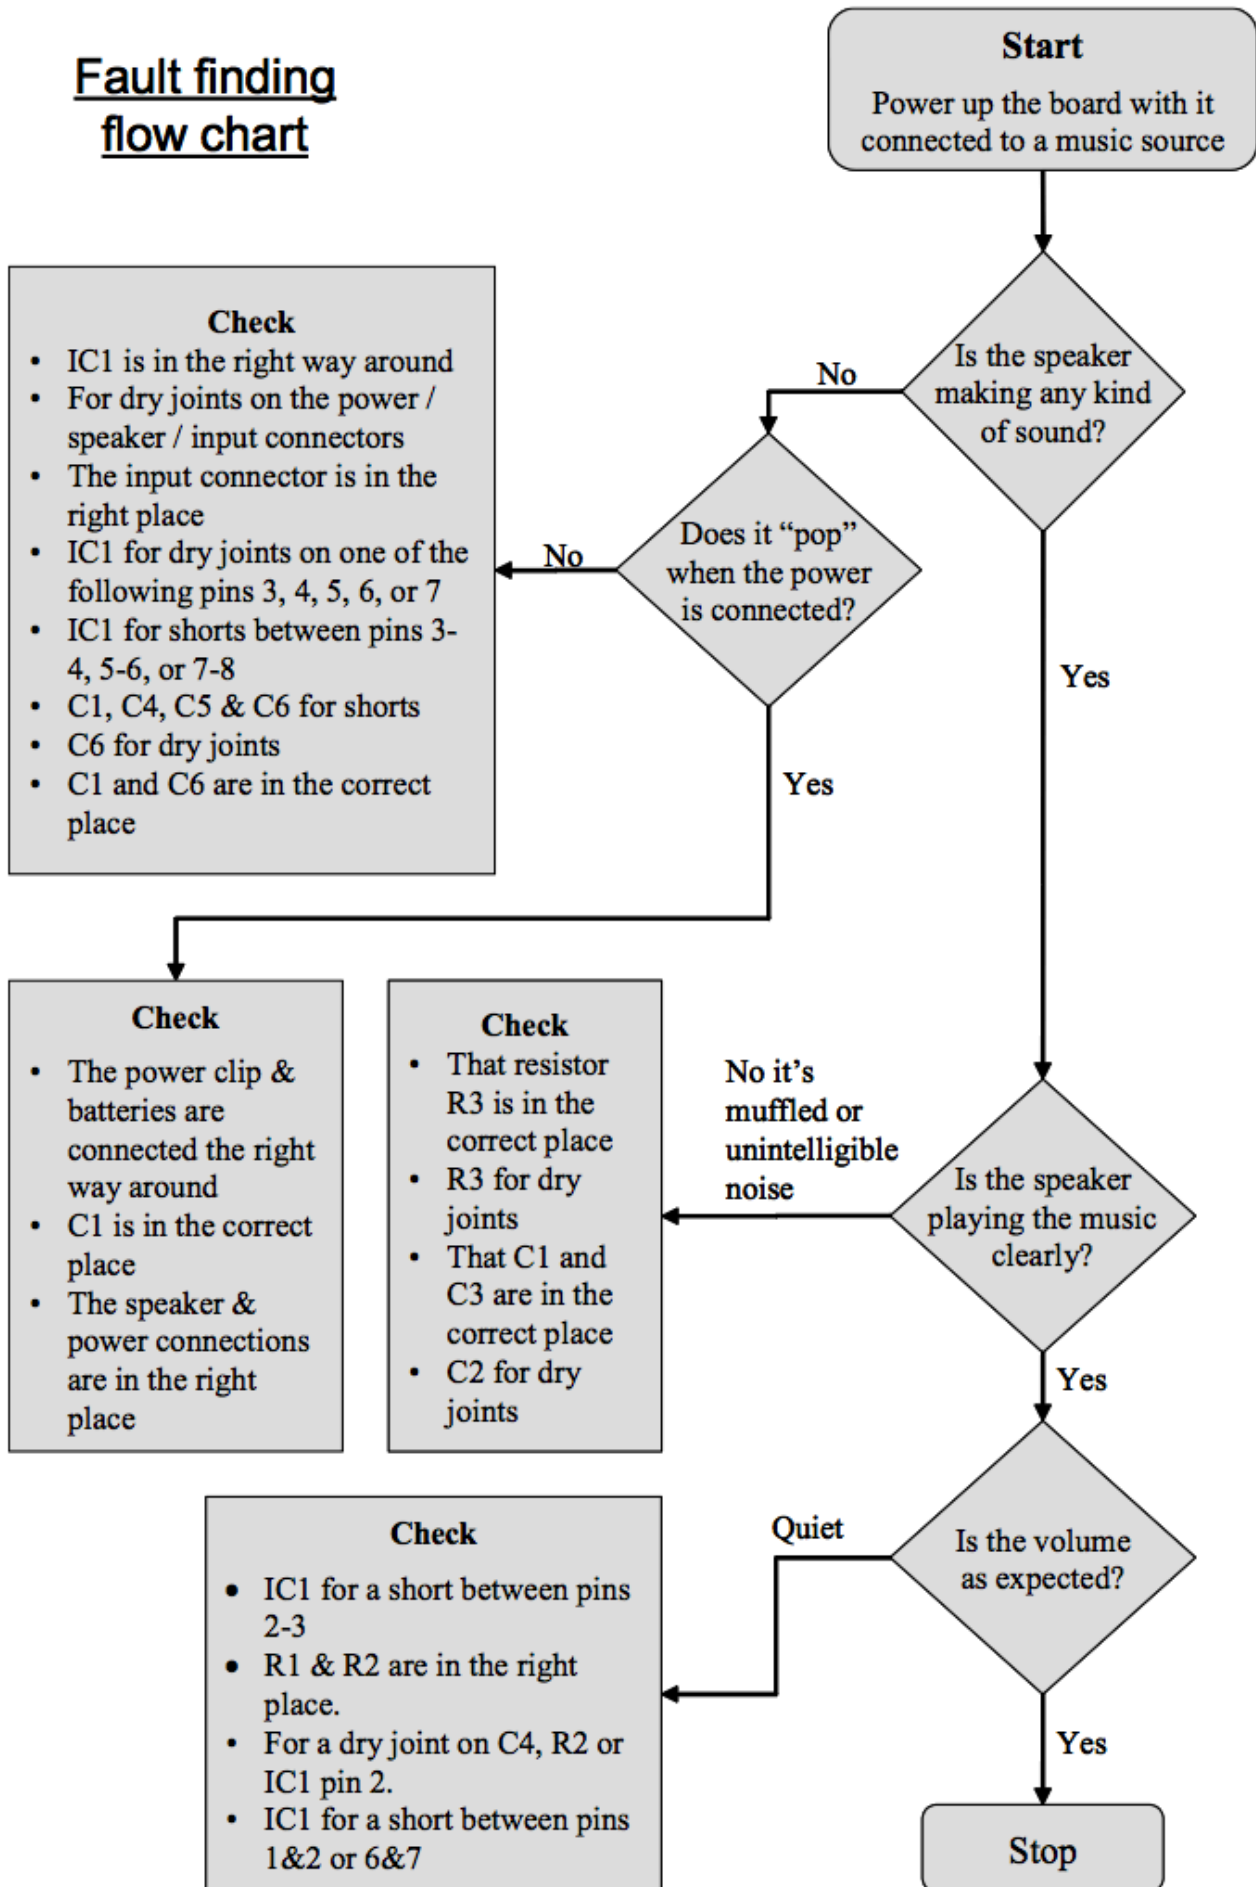 Fault finding
flow chart
Start
Power up the board with it
connected to a music source
Is the speaker
making any kind
of sound?
No
Yes
Does it “pop”
when the power
is connected?
No
Yes
Check
• IC1 is in the right way around
• For dry joints on the power /
speaker / input connectors
• The input connector is in the
right place
• IC1 for dry joints on one of the
following pins 3, 4, 5, 6, or 7
• IC1 for shorts between pins 3-
4, 5-6, or 7-8
• C1, C4, C5 & C6 for shorts
• C6 for dry joints
• C1 and C6 are in the correct
place
Check
• The power clip &
batteries are
connected the right
way around
• C1 is in the correct
place
• The speaker &
power connections
are in the right
place
Check
• That resistor
R3 is in the
correct place
• R3 for dry
joints
• That C1 and
C3 are in the
correct place
• C2 for dry
joints
No it’s
muffled or
unintelligible
noise
Is the speaker
playing the music
clearly?
Yes
Is the volume
as expected?
Quiet
Yes
Check
• IC1 for a short between pins
2-3
• R1 & R2 are in the right
place.
• For a dry joint on C4, R2 or
IC1 pin 2.
• IC1 for a short between pins
1&2 or 6&7
Stop